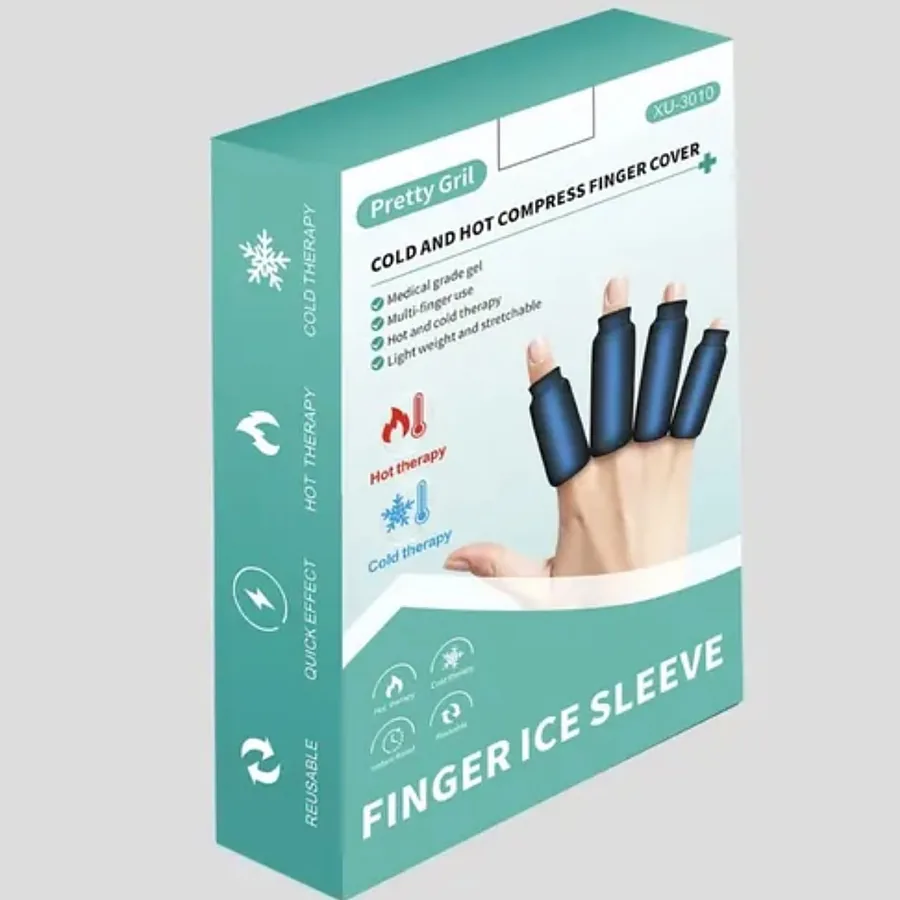 XU-3010
Pretty Gril
COLD AND HOT COMPRESS FINGER COVER
Medical grade gel
Multi-finger use
Hot and cold therapy
Light weight and stretchable
Hot therapy
Cold therapy
Hot therapy
Cold therapy
Reusable
FINGER ICE SLEEVE
COLD THERAPY
HOT THERAPY
QUICK EFFECT
REUSABLE